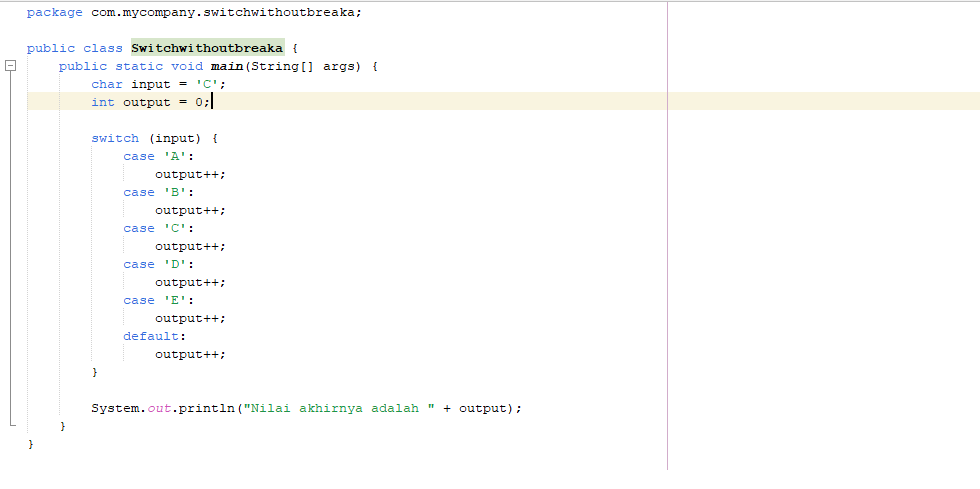 package com.mycompany.switchwithoutbreaka;
public class Switchwithoutbreaka {
public static void main(String[] args) {
char input = 'C';
int output = 0;
switch (input) {
case 'A':
output++;
case 'B':
output++;
case 'C':
output++;
case 'D':
output++;
case 'E':
output++;
default:
output++;
}
System.out.println("Nilai akhirnya adalah " + output);
}
}